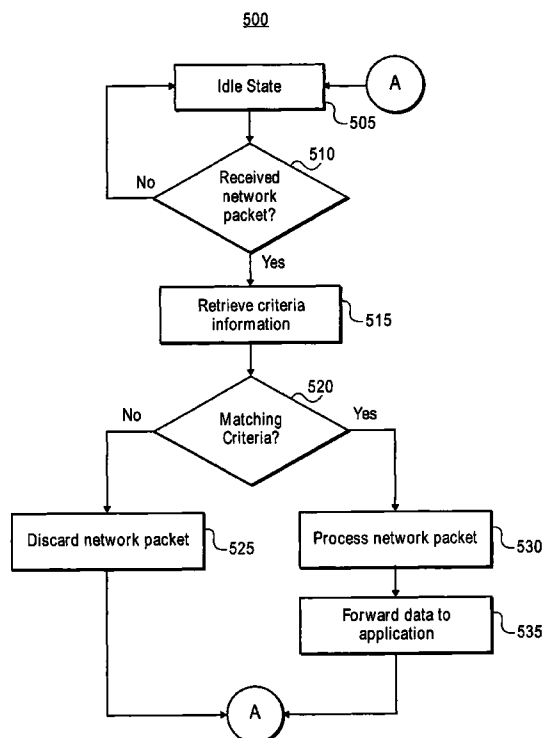 500
Idle State
A
505
510
No
Received
network
packet?
Yes
Retrieve criteria
information
515
520
No
Matching
Criteria?
Yes
Discard network packet
525
Process network packet
530
Forward data to
application
535
A